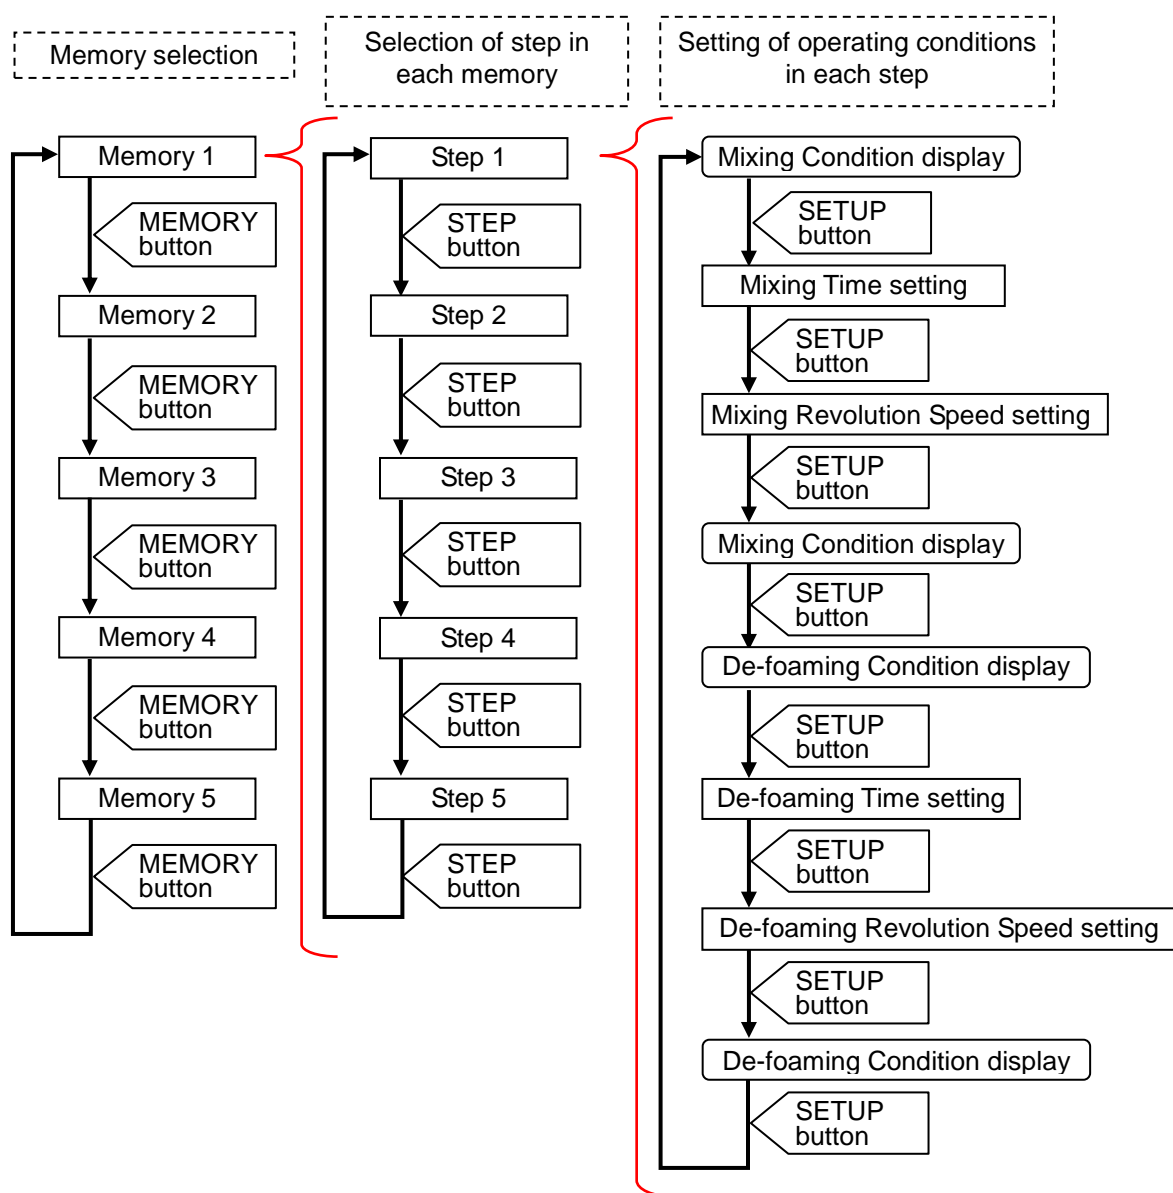 Memory selection
Selection of step in
each memory
Setting of operating conditions
in each step
Memory 1
MEMORY
button
Memory 2
MEMORY
button
Memory 3
MEMORY
button
Memory 4
MEMORY
button
Memory 5
MEMORY
button
Step 1
STEP
button
Step 2
STEP
button
Step 3
STEP
button
Step 4
STEP
button
Step 5
STEP
button
Mixing Condition display
SETUP
button
Mixing Time setting
SETUP
button
Mixing Revolution Speed setting
SETUP
button
Mixing Condition display
SETUP
button
De-foaming Condition display
SETUP
button
De-foaming Time setting
SETUP
button
De-foaming Revolution Speed setting
SETUP
button
De-foaming Condition display
SETUP
button